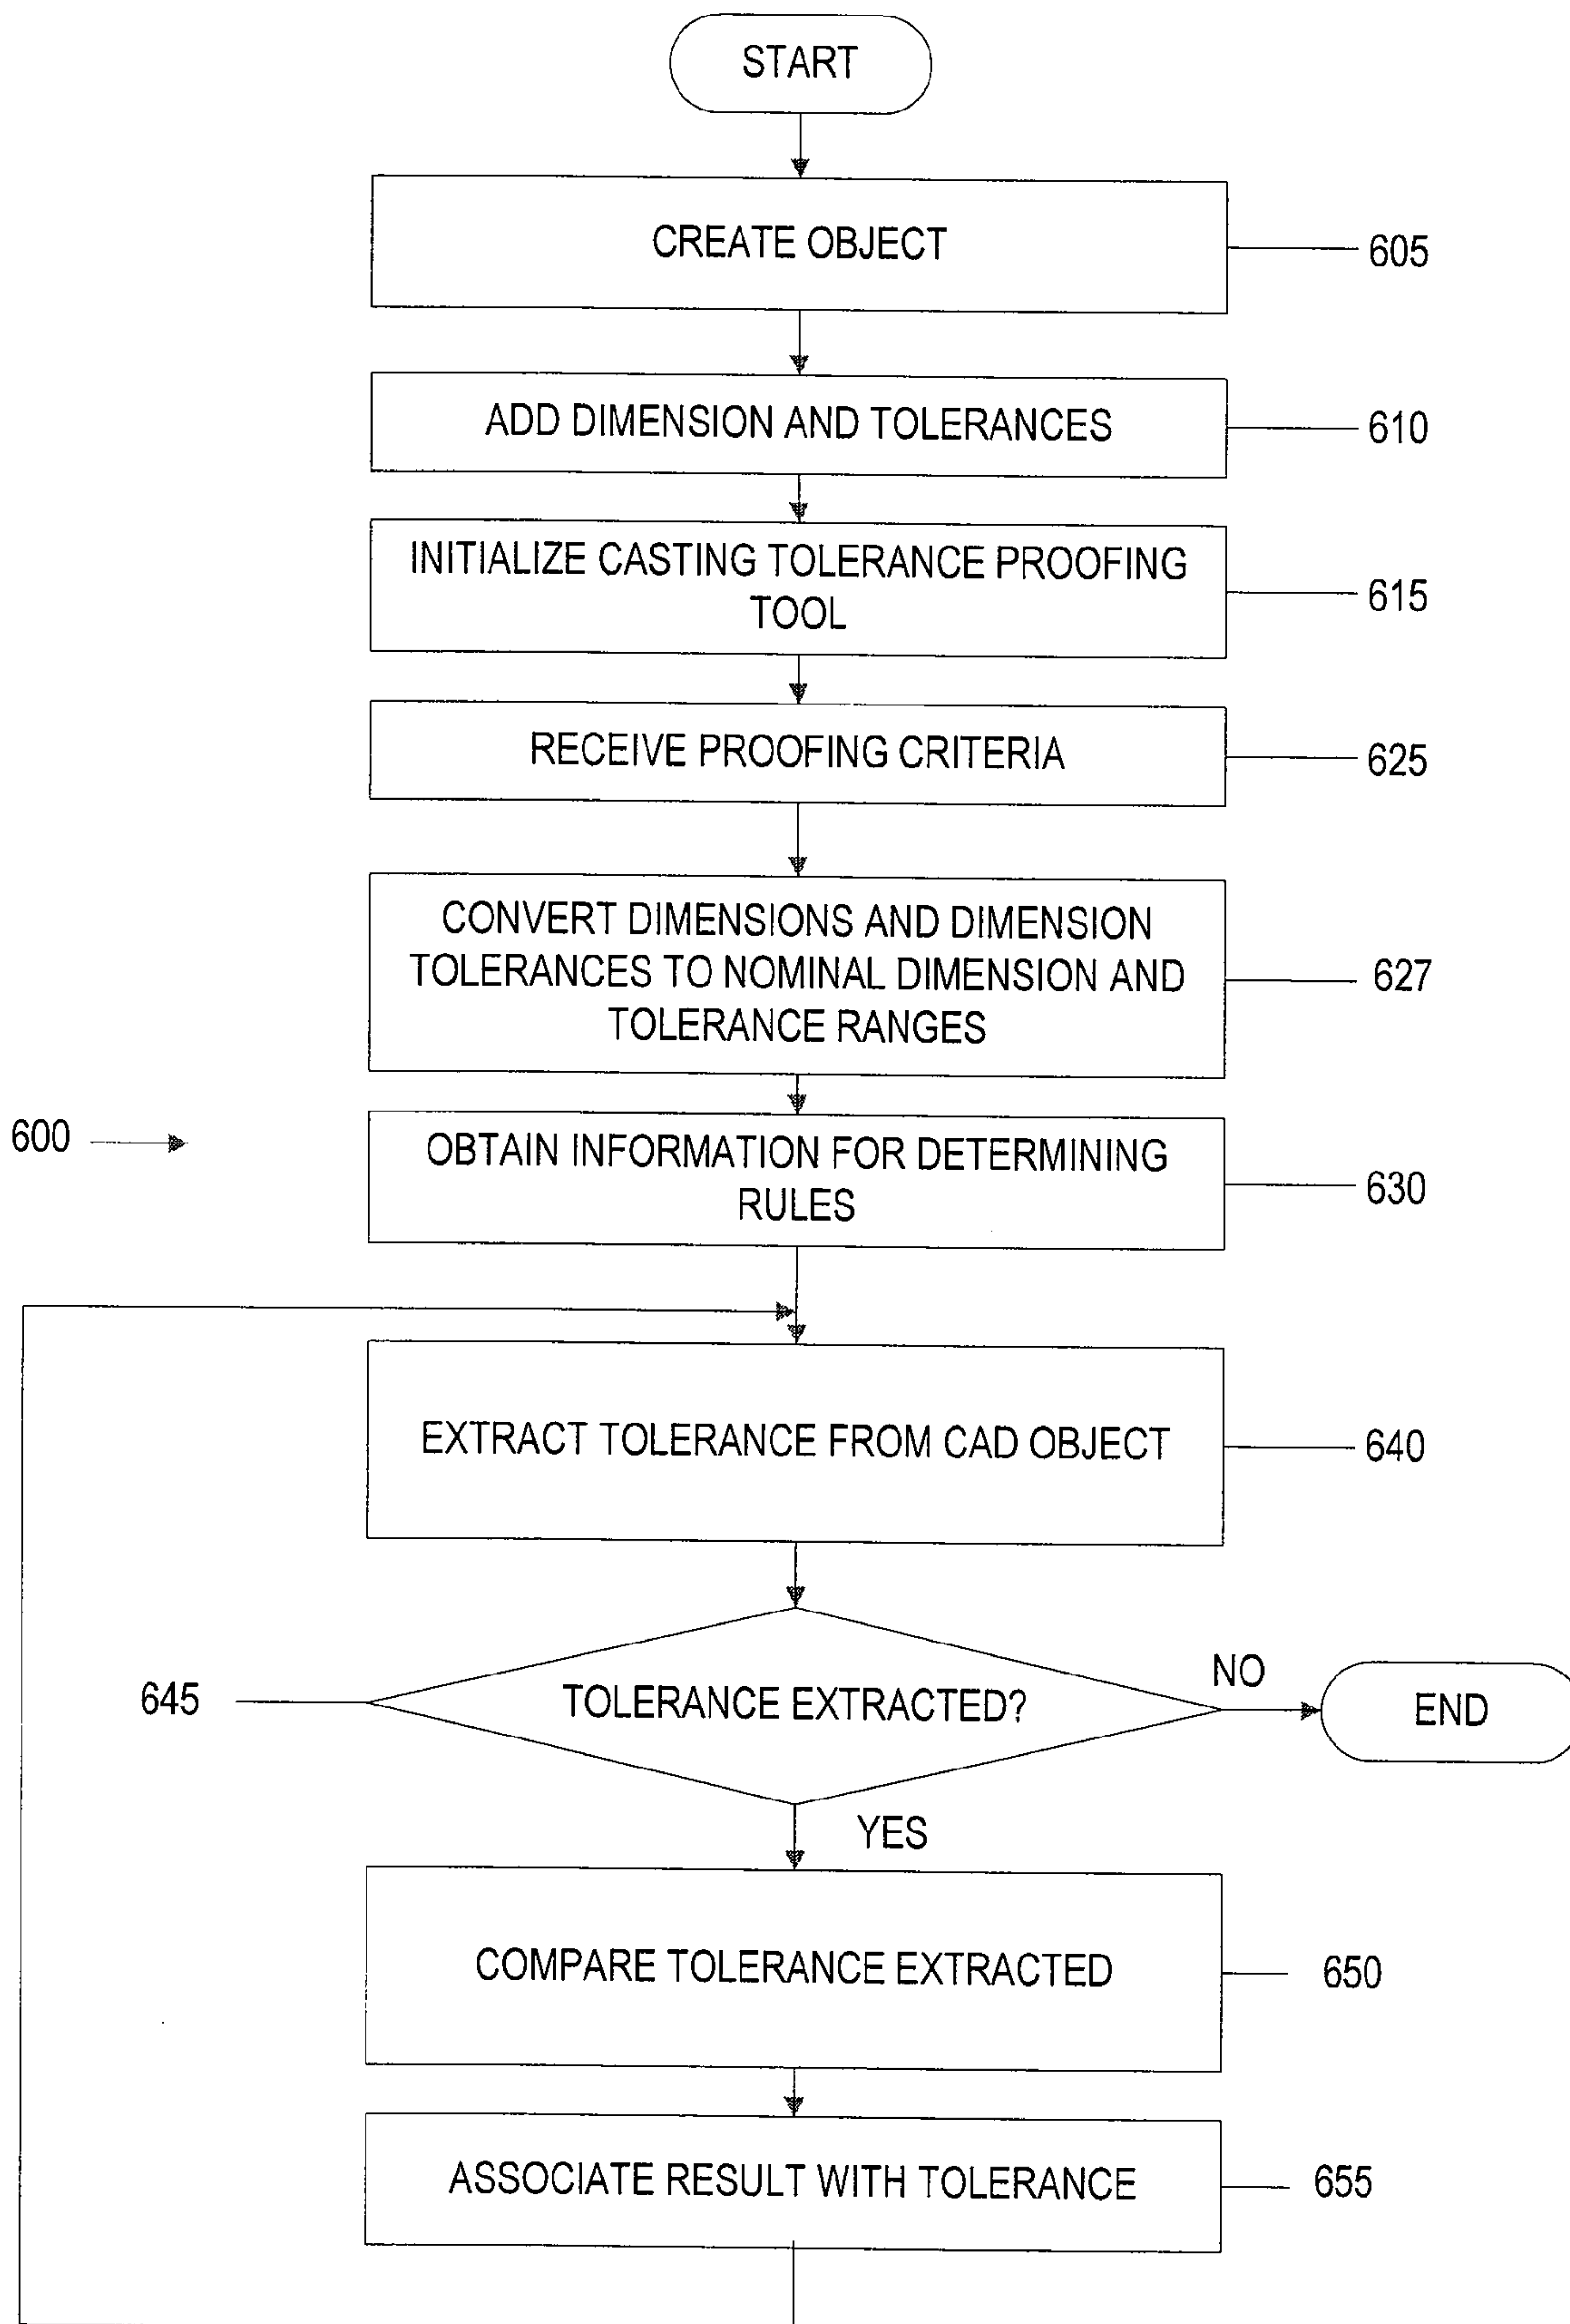 START
CREATE OBJECT
605
ADD DIMENSION AND TOLERANCES
610
INITIALIZE CASTING TOLERANCE PROOFING
TOOL
615
RECEIVE PROOFING CRITERIA
625
CONVERT DIMENSIONS AND DIMENSION
TOLERANCES TO NOMINAL DIMENSION AND
TOLERANCE RANGES
627
600
OBTAIN INFORMATION FOR DETERMINING
RULES
630
EXTRACT TOLERANCE FROM CAD OBJECT
640
645
TOLERANCE EXTRACTED?
NO
END
YES
COMPARE TOLERANCE EXTRACTED
650
ASSOCIATE RESULT WITH TOLERANCE
655